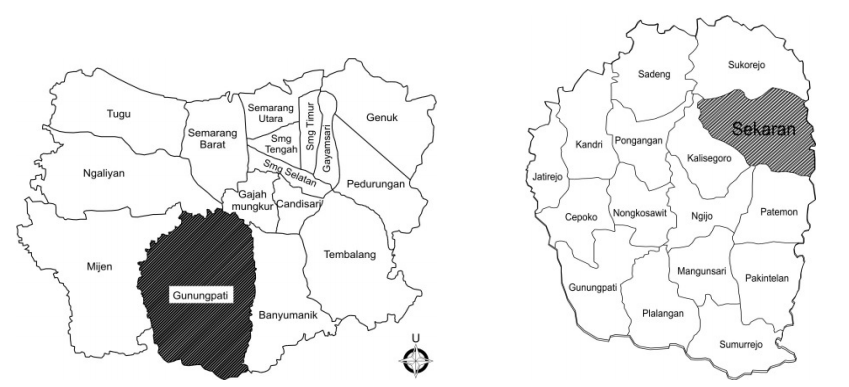 Tugu
Semarang
Barat
Semarang
Utara
Smg
Tengah
Smg Timur
Gayamsari
Genuk
Ngaliyan
Smg Selatan
Pedurungan
Gajah
mungkur
Candisari
Mijen
Gunungpati
Tembalang
Banyumanik
U
Sadeng
Sukorejo
Sekaran
Kandri
Pongangan
Kalisegoro
Jatirejo
Cepoko
Nongkosawit
Ngijo
Patemon
Gunungpati
Mangunsari
Pakintelan
Plalangan
Sumurrejo